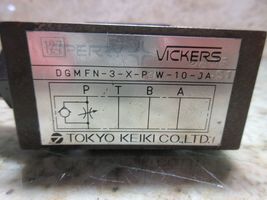 VICKERS
DGMFN-3-X-P W-10-JA
P T B A
TOKYO KEIKI CO.,LTD.